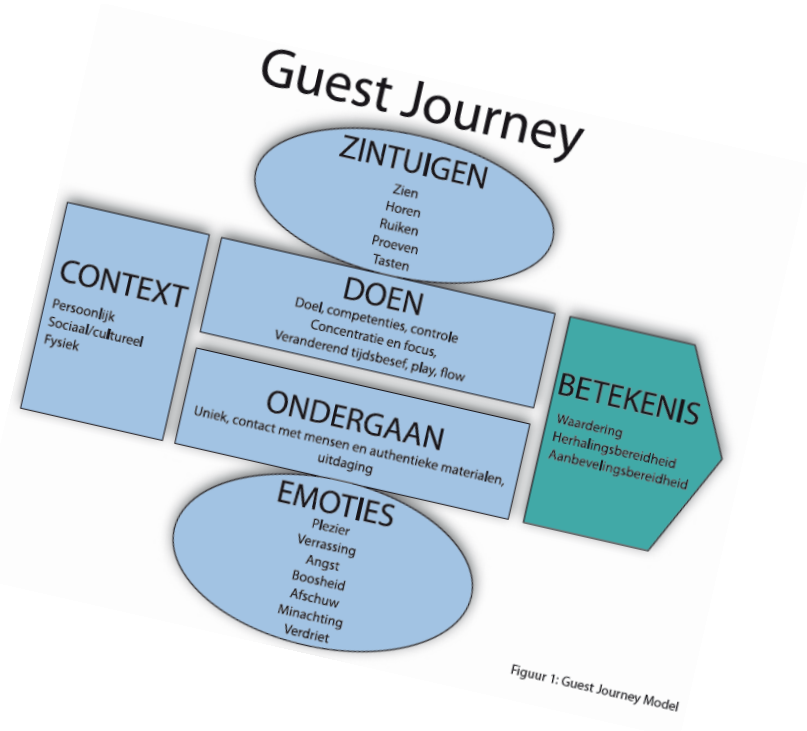 Guest Journey
ZINTUIGEN
Zien
Horen
Ruiken
Proeven
Tasten
CONTEXT
Persoonlijk
Sociaal/cultureel
Fysiek
DOEN
Doel, competenties, controle
Concentratie en focus,
Veranderend tijdsbesef, play, flow
ONDERGAAN
Uniek, contact met mensen en authentieke materialen,
uitdaging
BETEKENIS
Waardering
Herhalingsbereidheid
Aanbevelingsbereidheid
EMOTIES
Plezier
Verrassing
Angst
Boosheid
Afschuw
Minachting
Verdriet
Figuur 1: Guest Journey Model